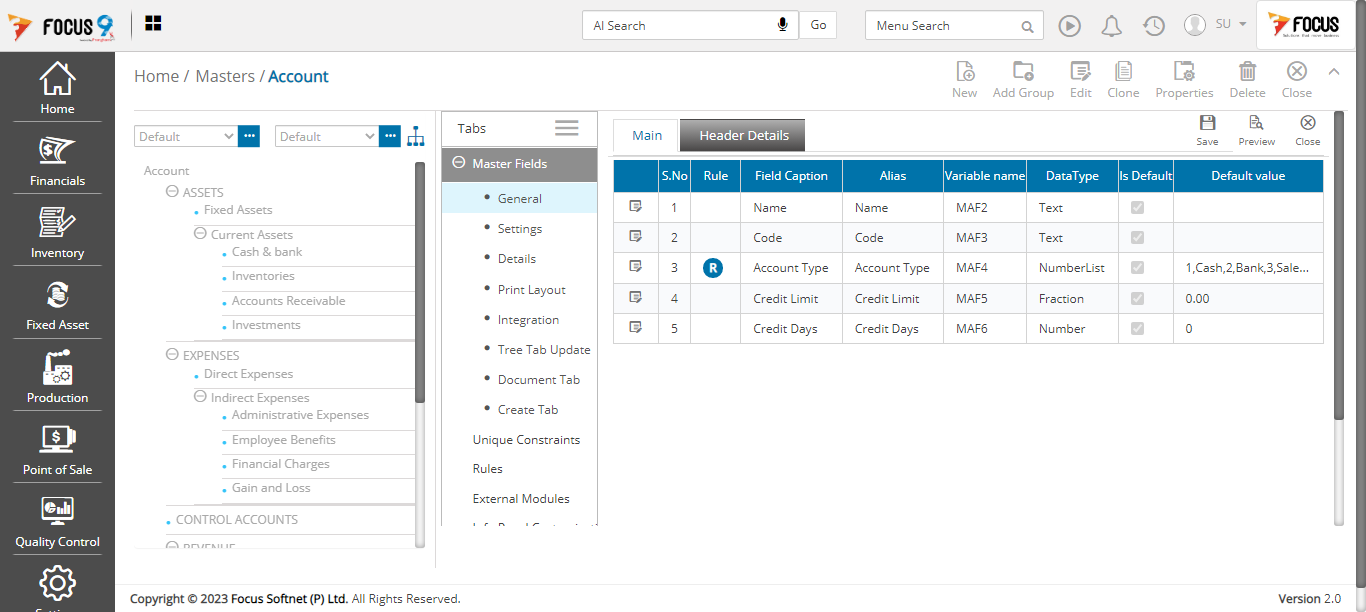 FOCUS 9
AI Search
Go
Menu Search
SU
FOCUS
Home / Masters / Account
New
Add Group
Edit
Clone
Properties
Delete
Close
Home
Financials
Inventory
Fixed Asset
Production
Point of Sale
Quality Control
Default
Default
Account
ASSETS
Fixed Assets
Current Assets
Cash & bank
Inventories
Accounts Receivable
Investments
EXPENSES
Direct Expenses
Indirect Expenses
Administrative Expenses
Employee Benefits
Financial Charges
Gain and Loss
CONTROL ACCOUNTS
REVENUE
Tabs
Master Fields
General
Settings
Details
Print Layout
Integration
Tree Tab Update
Document Tab
Create Tab
Unique Constraints
Rules
External Modules
Main
Header Details
Save
Preview
Close
S.No Rule Field Caption Alias Variable name DataType Is Default Default value
1 Name Name MAF2 Text
2 Code Code MAF3 Text
3 R Account Type Account Type MAF4 NumberList 1,Cash,2,Bank,3,Sale...
4 Credit Limit Credit Limit MAF5 Fraction 0.00
5 Credit Days Credit Days MAF6 Number 0
Copyright © 2023 Focus Softnet (P) Ltd. All Rights Reserved.
Version 2.0